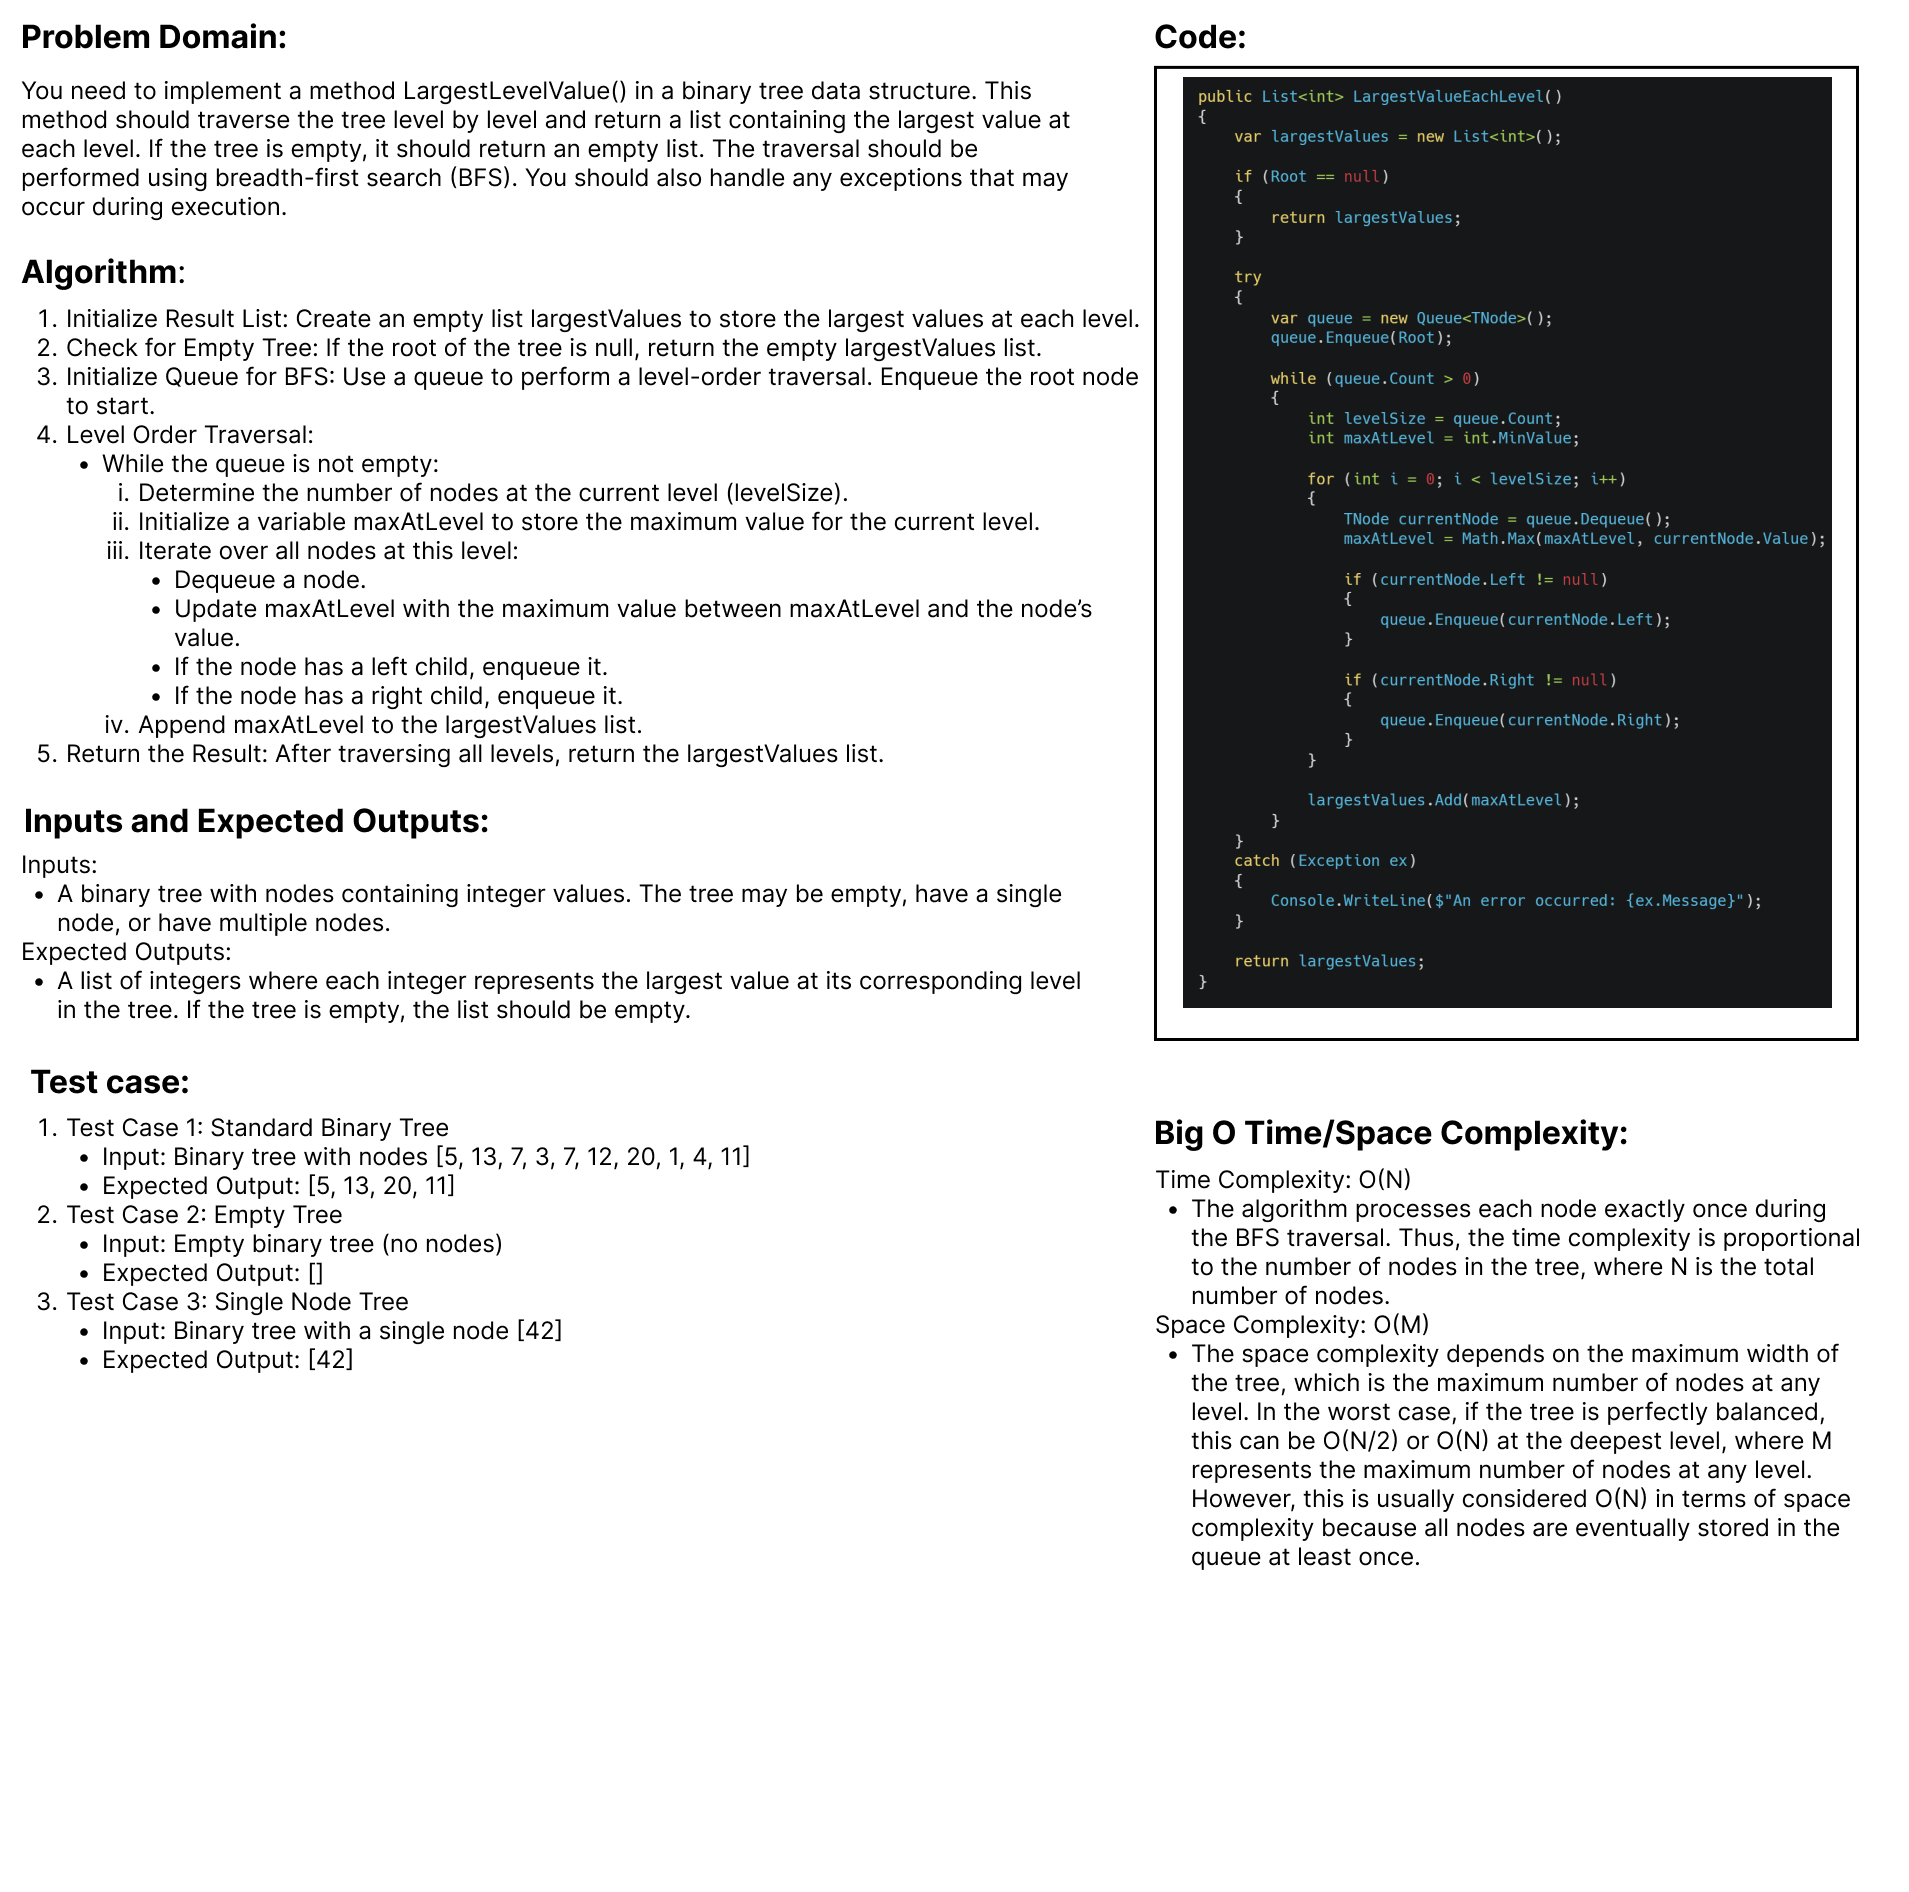 Problem Domain:
You need to implement a method LargestLevelValue() in a binary tree data structure. This
method should traverse the tree level by level and return a list containing the largest value at
each level. If the tree is empty, it should return an empty list. The traversal should be
performed using breadth-first search (BFS). You should also handle any exceptions that may
occur during execution.
Algorithm:
1. Initialize Result List: Create an empty list largestValues to store the largest values at each level.
2. Check for Empty Tree: If the root of the tree is null, return the empty largestValues list.
3. Initialize Queue for BFS: Use a queue to perform a level-order traversal. Enqueue the root node
to start.
4. Level Order Traversal:
• While the queue is not empty:
i. Determine the number of nodes at the current level (levelSize).
ii. Initialize a variable maxAtLevel to store the maximum value for the current level.
iii. Iterate over all nodes at this level:
• Dequeue a node.
• Update maxAtLevel with the maximum value between maxAtLevel and the node’s
value.
• If the node has a left child, enqueue it.
• If the node has a right child, enqueue it.
iv. Append maxAtLevel to the largestValues list.
5. Return the Result: After traversing all levels, return the largestValues list.
Inputs and Expected Outputs:
Inputs:
• A binary tree with nodes containing integer values. The tree may be empty, have a single
node, or have multiple nodes.
Expected Outputs:
• A list of integers where each integer represents the largest value at its corresponding level
in the tree. If the tree is empty, the list should be empty.
Test case:
1. Test Case 1: Standard Binary Tree
• Input: Binary tree with nodes [5, 13, 7, 3, 7, 12, 20, 1, 4, 11]
• Expected Output: [5, 13, 20, 11]
2. Test Case 2: Empty Tree
• Input: Empty binary tree (no nodes)
• Expected Output: []
3. Test Case 3: Single Node Tree
• Input: Binary tree with a single node [42]
• Expected Output: [42]
Code:
public List<int> LargestValueEachLevel()
{
var largestValues = new List<int>();
if (Root == null)
{
return largestValues;
}
try
{
var queue = new Queue<TNode>();
queue.Enqueue(Root);
while (queue.Count > 0)
{
int levelSize = queue.Count;
int maxAtLevel = int.MinValue;
for (int i = 0; i < levelSize; i++)
{
TNode currentNode = queue.Dequeue();
maxAtLevel = Math.Max(maxAtLevel, currentNode.Value);
if (currentNode.Left != null)
{
queue.Enqueue(currentNode.Left);
}
if (currentNode.Right != null)
{
queue.Enqueue(currentNode.Right);
}
}
largestValues.Add(maxAtLevel);
}
}
catch (Exception ex)
{
Console.WriteLine($"An error occurred: {ex.Message}");
}
return largestValues;
}
Big O Time/Space Complexity:
Time Complexity: O(N)
• The algorithm processes each node exactly once during
the BFS traversal. Thus, the time complexity is proportional
to the number of nodes in the tree, where N is the total
number of nodes.
Space Complexity: O(M)
• The space complexity depends on the maximum width of
the tree, which is the maximum number of nodes at any
level. In the worst case, if the tree is perfectly balanced,
this can be O(N/2) or O(N) at the deepest level, where M
represents the maximum number of nodes at any level.
However, this is usually considered O(N) in terms of space
complexity because all nodes are eventually stored in the
queue at least once.